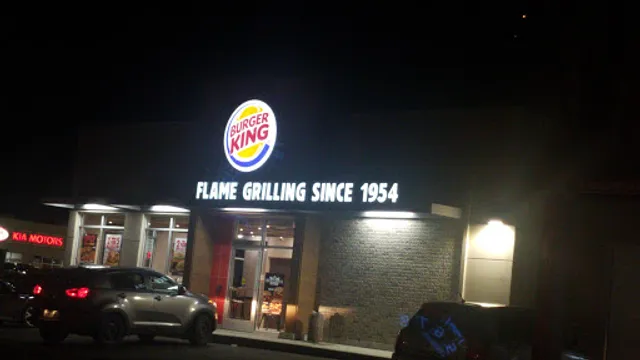 BURGER
KING
FLAME GRILLING SINCE 1954
KIA MOTORS